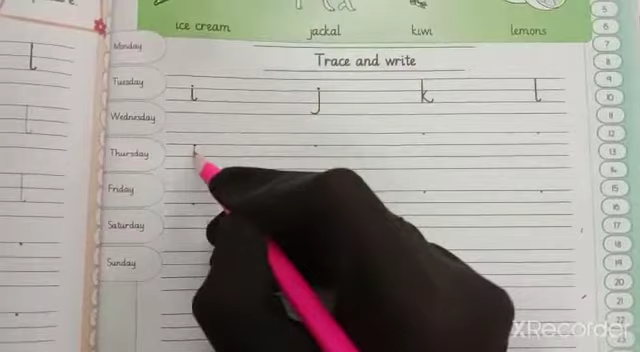 ice cream jackal kiwi lemons
Trace and write
i j k l
l
Monday
Tuesday
Wednesday
Thursday
Friday
Saturday
Sunday
5
6
7
8
9
10
11
12
13
14
15
16
17
18
19
20
21
22
XRecorder